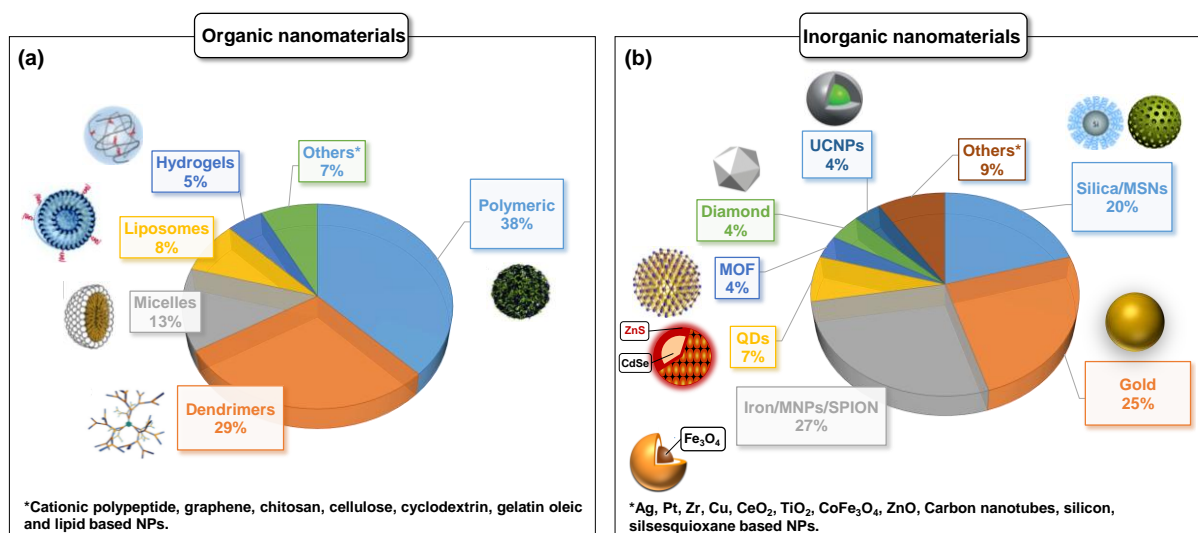 Organic nanomaterials
(a)
Others*
7%
Hydrogels
5%
Polymeric
38%
Liposomes
8%
Micelles
13%
Dendrimers
29%
*Cationic polypeptide, graphene, chitosan, cellulose, cyclodextrin, gelatin oleic
and lipid based NPs.
Inorganic nanomaterials
(b)
UCNPs
4%
Others*
9%
Si
Silica/MSNs
20%
Diamond
4%
MOF
4%
ZnS
CdSe
QDs
7%
Gold
25%
Iron/MNPs/SPION
27%
Fe₃O₄
*Ag, Pt, Zr, Cu, CeO₂, TiO₂, CoFe₃O₄, ZnO, Carbon nanotubes, silicon,
silsesquioxane based NPs.